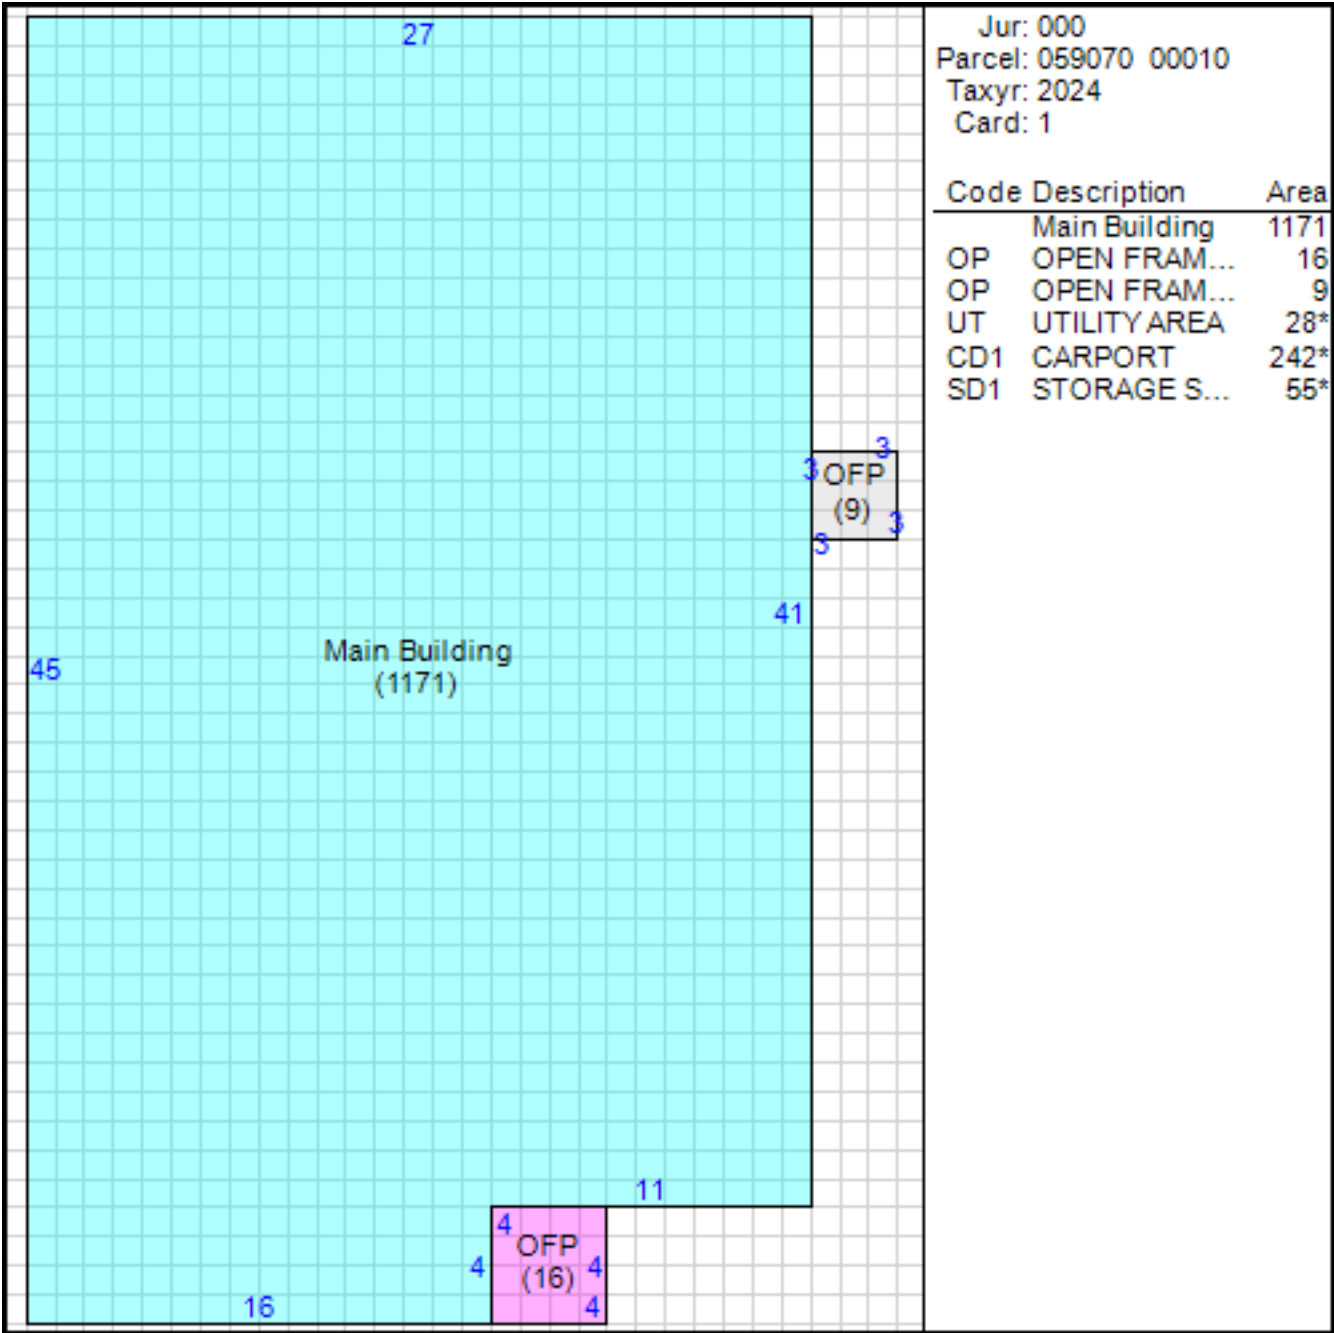 27
Jur: 000
Parcel: 059070 00010
Taxyr: 2024
Card: 1
Code Description Area
Main Building 1171
OP OPEN FRAM... 16
OP OPEN FRAM... 9
UT UTILITY AREA 28*
CD1 CARPORT 242*
SD1 STORAGE S... 55*
3
3 OFP
(9)
3
3
41
Main Building
45
(1171)
11
4
OFP
4 4
(16)
16 4